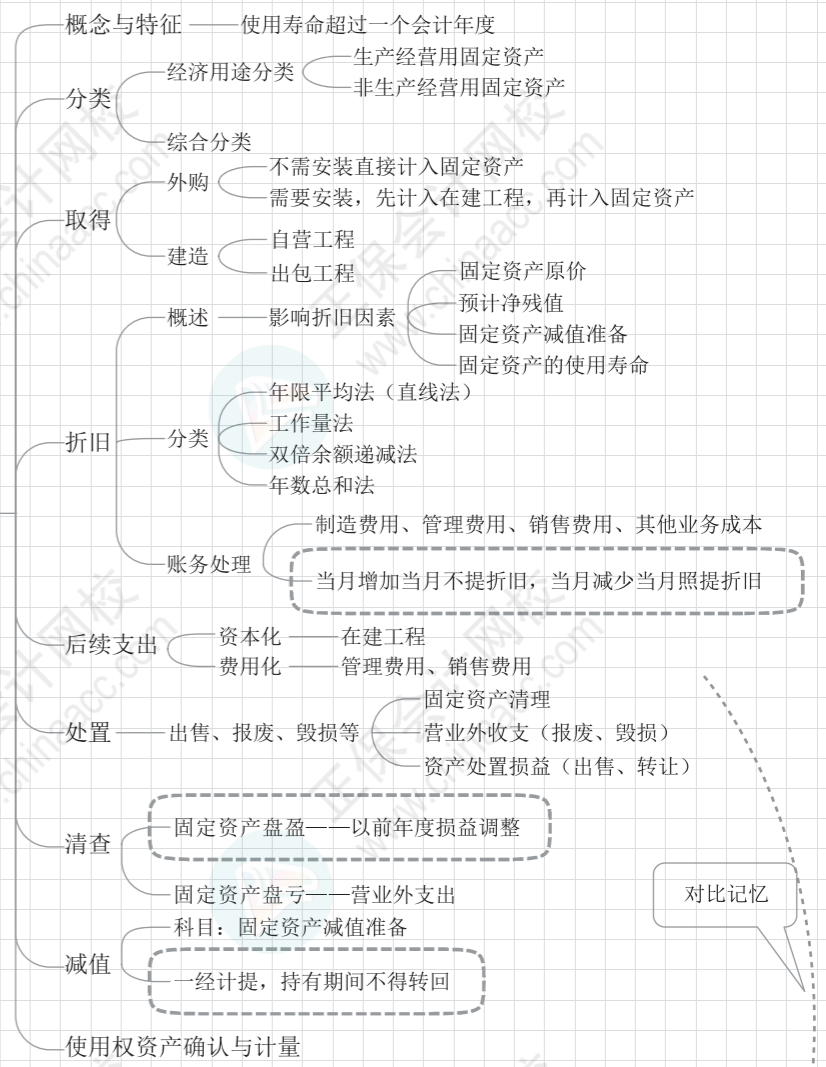 概念与特征
使用寿命超过一个会计年度
分类
经济用途分类
生产经营用固定资产
非生产经营用固定资产
综合分类
取得
外购
不需安装直接计入固定资产
需要安装，先计入在建工程，再计入固定资产
建造
自营工程
出包工程
折旧
概述
影响折旧因素
固定资产原价
预计净残值
固定资产减值准备
固定资产的使用寿命
分类
年限平均法（直线法）
工作量法
双倍余额递减法
年数总和法
账务处理
制造费用、管理费用、销售费用、其他业务成本
当月增加当月不提折旧，当月减少当月照提折旧
后续支出
资本化
在建工程
费用化
管理费用、销售费用
处置
出售、报废、毁损等
固定资产清理
营业外收支（报废、毁损）
资产处置损益（出售、转让）
清查
固定资产盘盈——以前年度损益调整
固定资产盘亏——营业外支出
对比记忆
减值
科目：固定资产减值准备
一经计提，持有期间不得转回
使用权资产确认与计量
正保会计网校
www.chinaacc.com